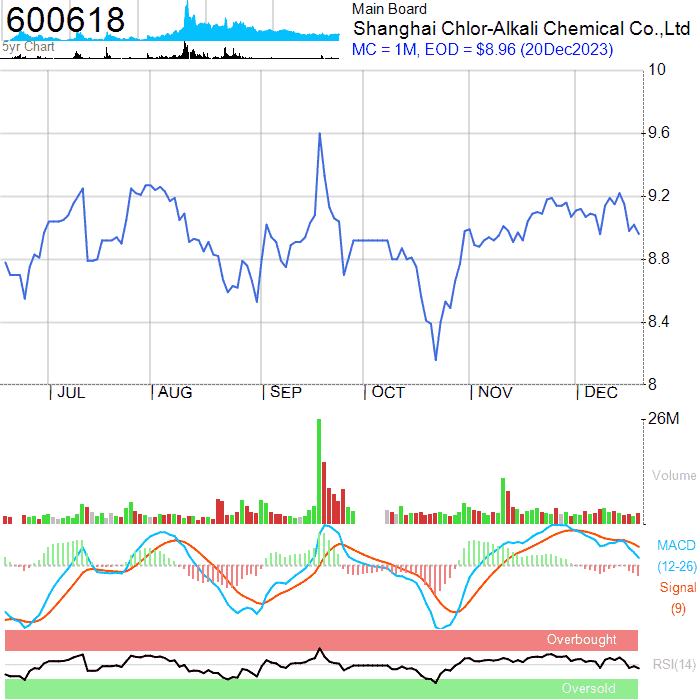 600618
5yr Chart
Main Board
Shanghai Chlor-Alkali Chemical Co.,Ltd
MC = 1M, EOD = $8.96 (20Dec2023)
10
9.6
9.2
8.8
8.4
8
JUL AUG SEP OCT NOV DEC
26M
Volume
MACD
(12-26)
Signal
(9)
Overbought
RSI(14)
Oversold